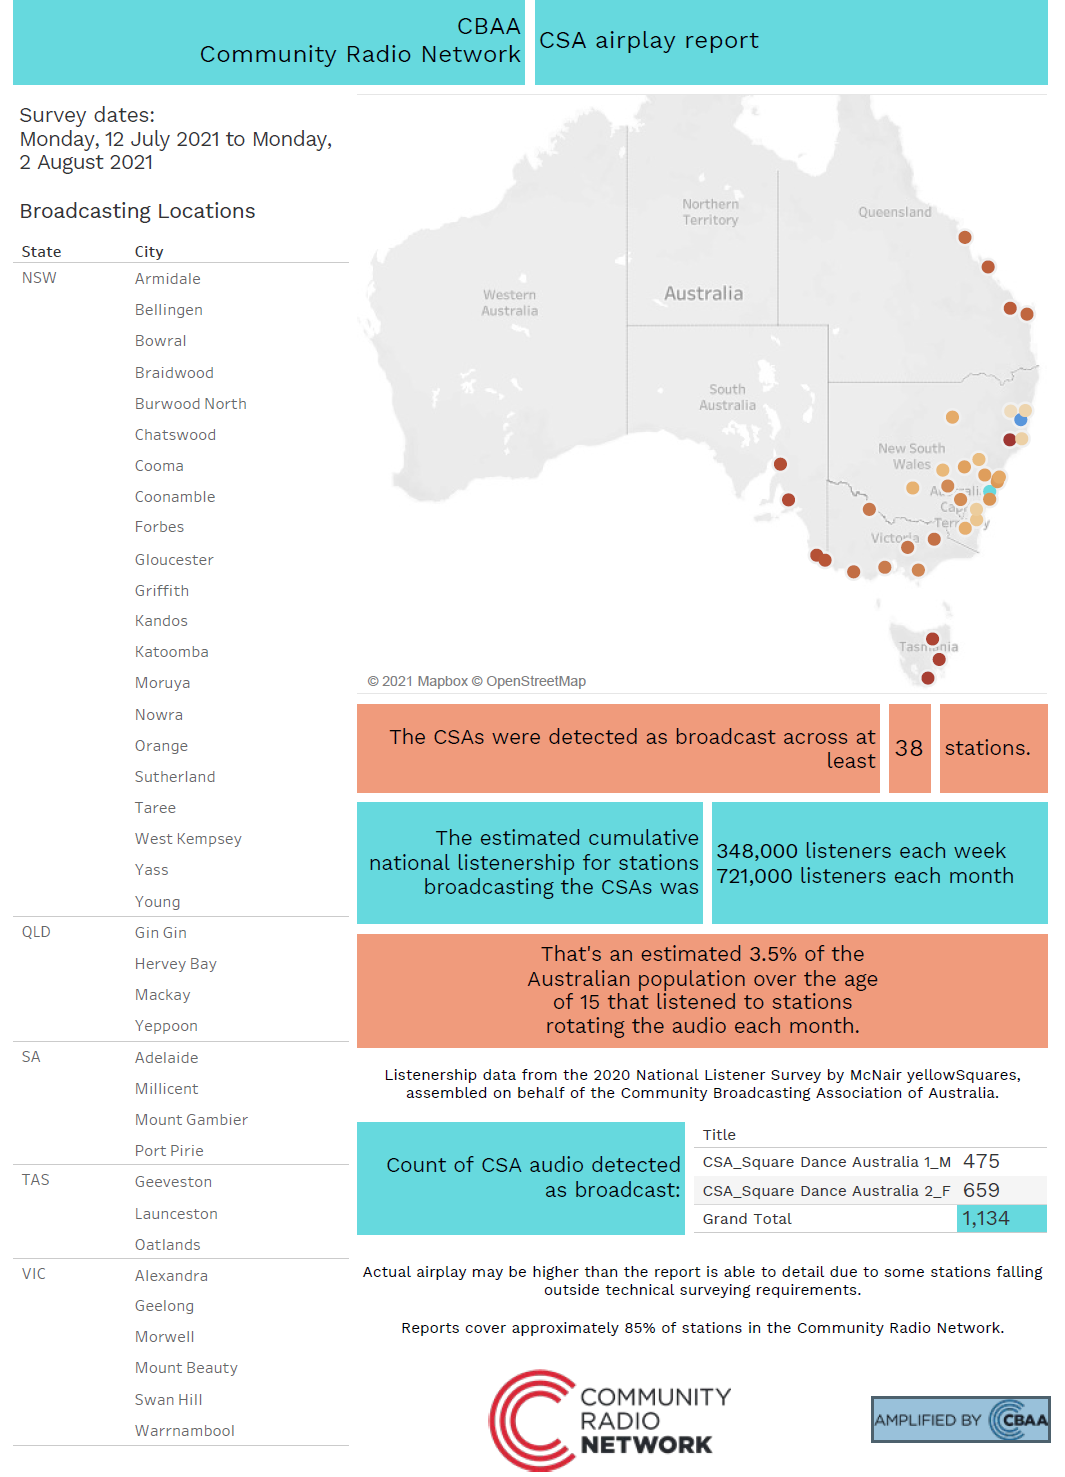 CBAA
Community Radio Network
CSA airplay report
Survey dates:
Monday, 12 July 2021 to Monday,
2 August 2021
Broadcasting Locations
State City
NSW Armidale
Bellingen
Bowral
Braidwood
Burwood North
Chatswood
Cooma
Coonamble
Forbes
Gloucester
Griffith
Kandos
Katoomba
Moruya
Nowra
Orange
Sutherland
Taree
West Kempsey
Yass
Young
QLD Gin Gin
Hervey Bay
Mackay
Yeppoon
SA Adelaide
Millicent
Mount Gambier
Port Pirie
TAS Geeveston
Launceston
Oatlands
VIC Alexandra
Geelong
Morwell
Mount Beauty
Swan Hill
Warrnambool
Northern
Territory
Queensland
Western
Australia
Australia
South
Australia
New South
Wales
Victoria
Tasmania
© 2021 Mapbox © OpenStreetMap
The CSAs were detected as broadcast across at
least
38
stations.
The estimated cumulative
national listenership for stations
broadcasting the CSAs was
348,000 listeners each week
721,000 listeners each month
That's an estimated 3.5% of the
Australian population over the age
of 15 that listened to stations
rotating the audio each month.
Listenership data from the 2020 National Listener Survey by McNair yellowSquares,
assembled on behalf of the Community Broadcasting Association of Australia.
Count of CSA audio detected
as broadcast:
Title
CSA_Square Dance Australia 1_M 475
CSA_Square Dance Australia 2_F 659
Grand Total 1,134
Actual airplay may be higher than the report is able to detail due to some stations falling
outside technical surveying requirements.
Reports cover approximately 85% of stations in the Community Radio Network.
COMMUNITY
RADIO
NETWORK
AMPLIFIED BY CBAA